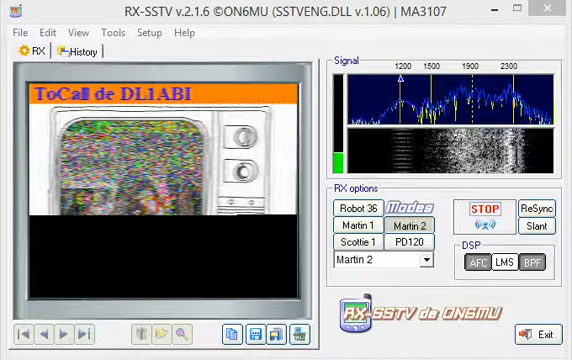 RX-SSTV v.2.1.6 ©ON6MU (SSTVENG.DLL v.1.06) | MA3107
File Edit View Tools Setup Help
RX History
ToCall de DL1ABI
Signal
1200 1500 1900 2300
RX options
Robot 36 Modes STOP ReSync
Martin 1 Martin 2 Slant
Scottie 1 PD120 DSP
Martin 2 AFC LMS BPF
RX-SSTV de ON6MU
Exit